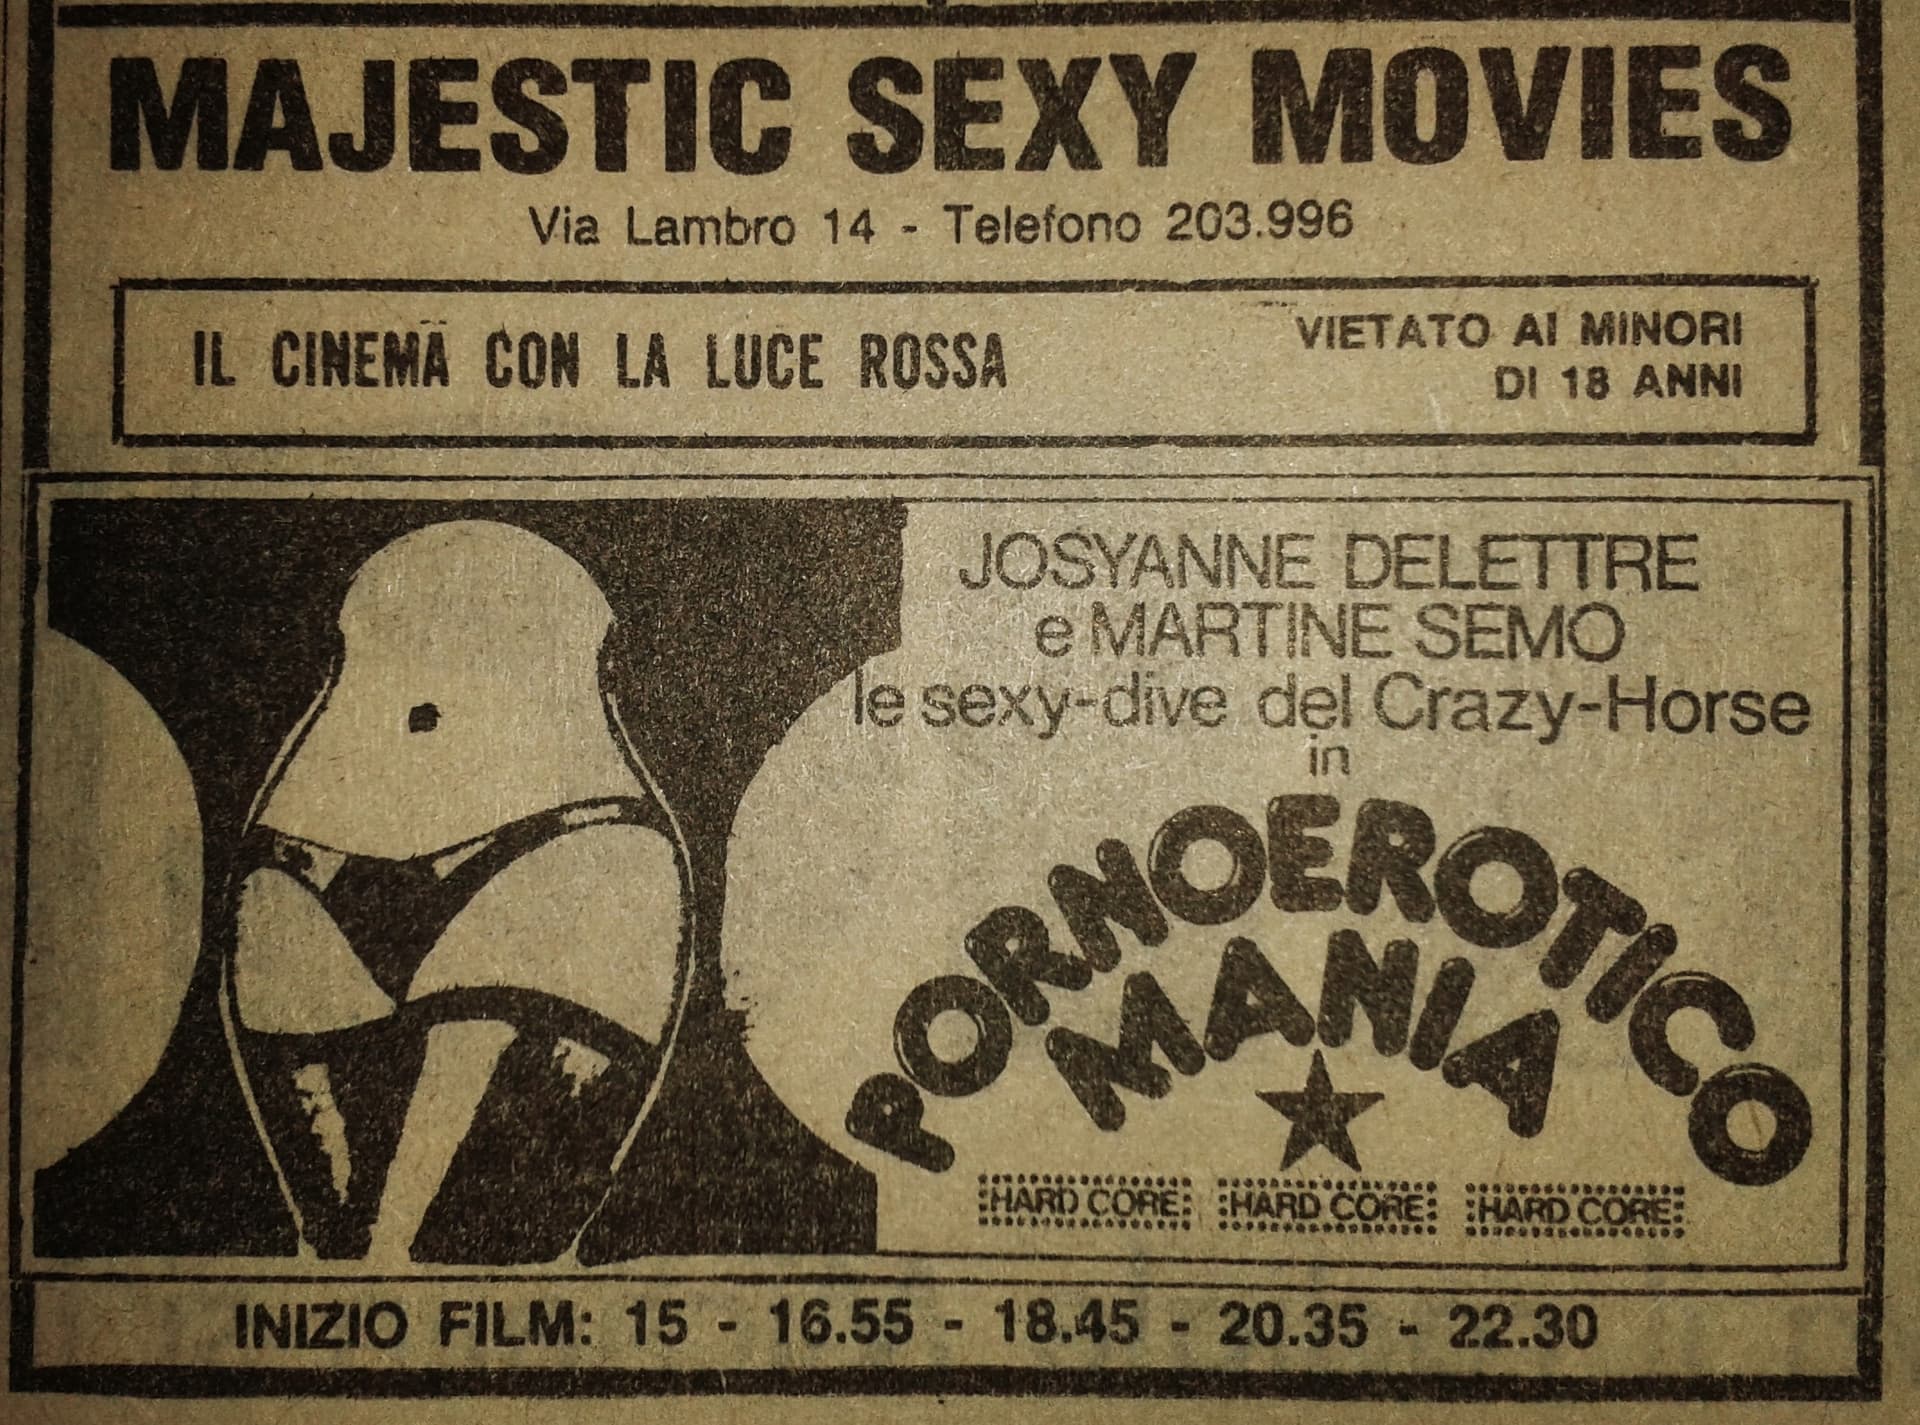 MAJESTIC SEXY MOVIES
Via Lambro 14 - Telefono 203.996
IL CINEMA CON LA LUCE ROSSA
VIETATO AI MINORI
DI 18 ANNI
JOSYANNE DELETTRE
e MARTINE SEMO
le sexy-dive del Crazy-Horse
in
PORNOEROTICO
MANIA
HARD CORE HARD CORE HARD CORE
INIZIO FILM: 15 - 16.55 - 18.45 - 20.35 - 22.30